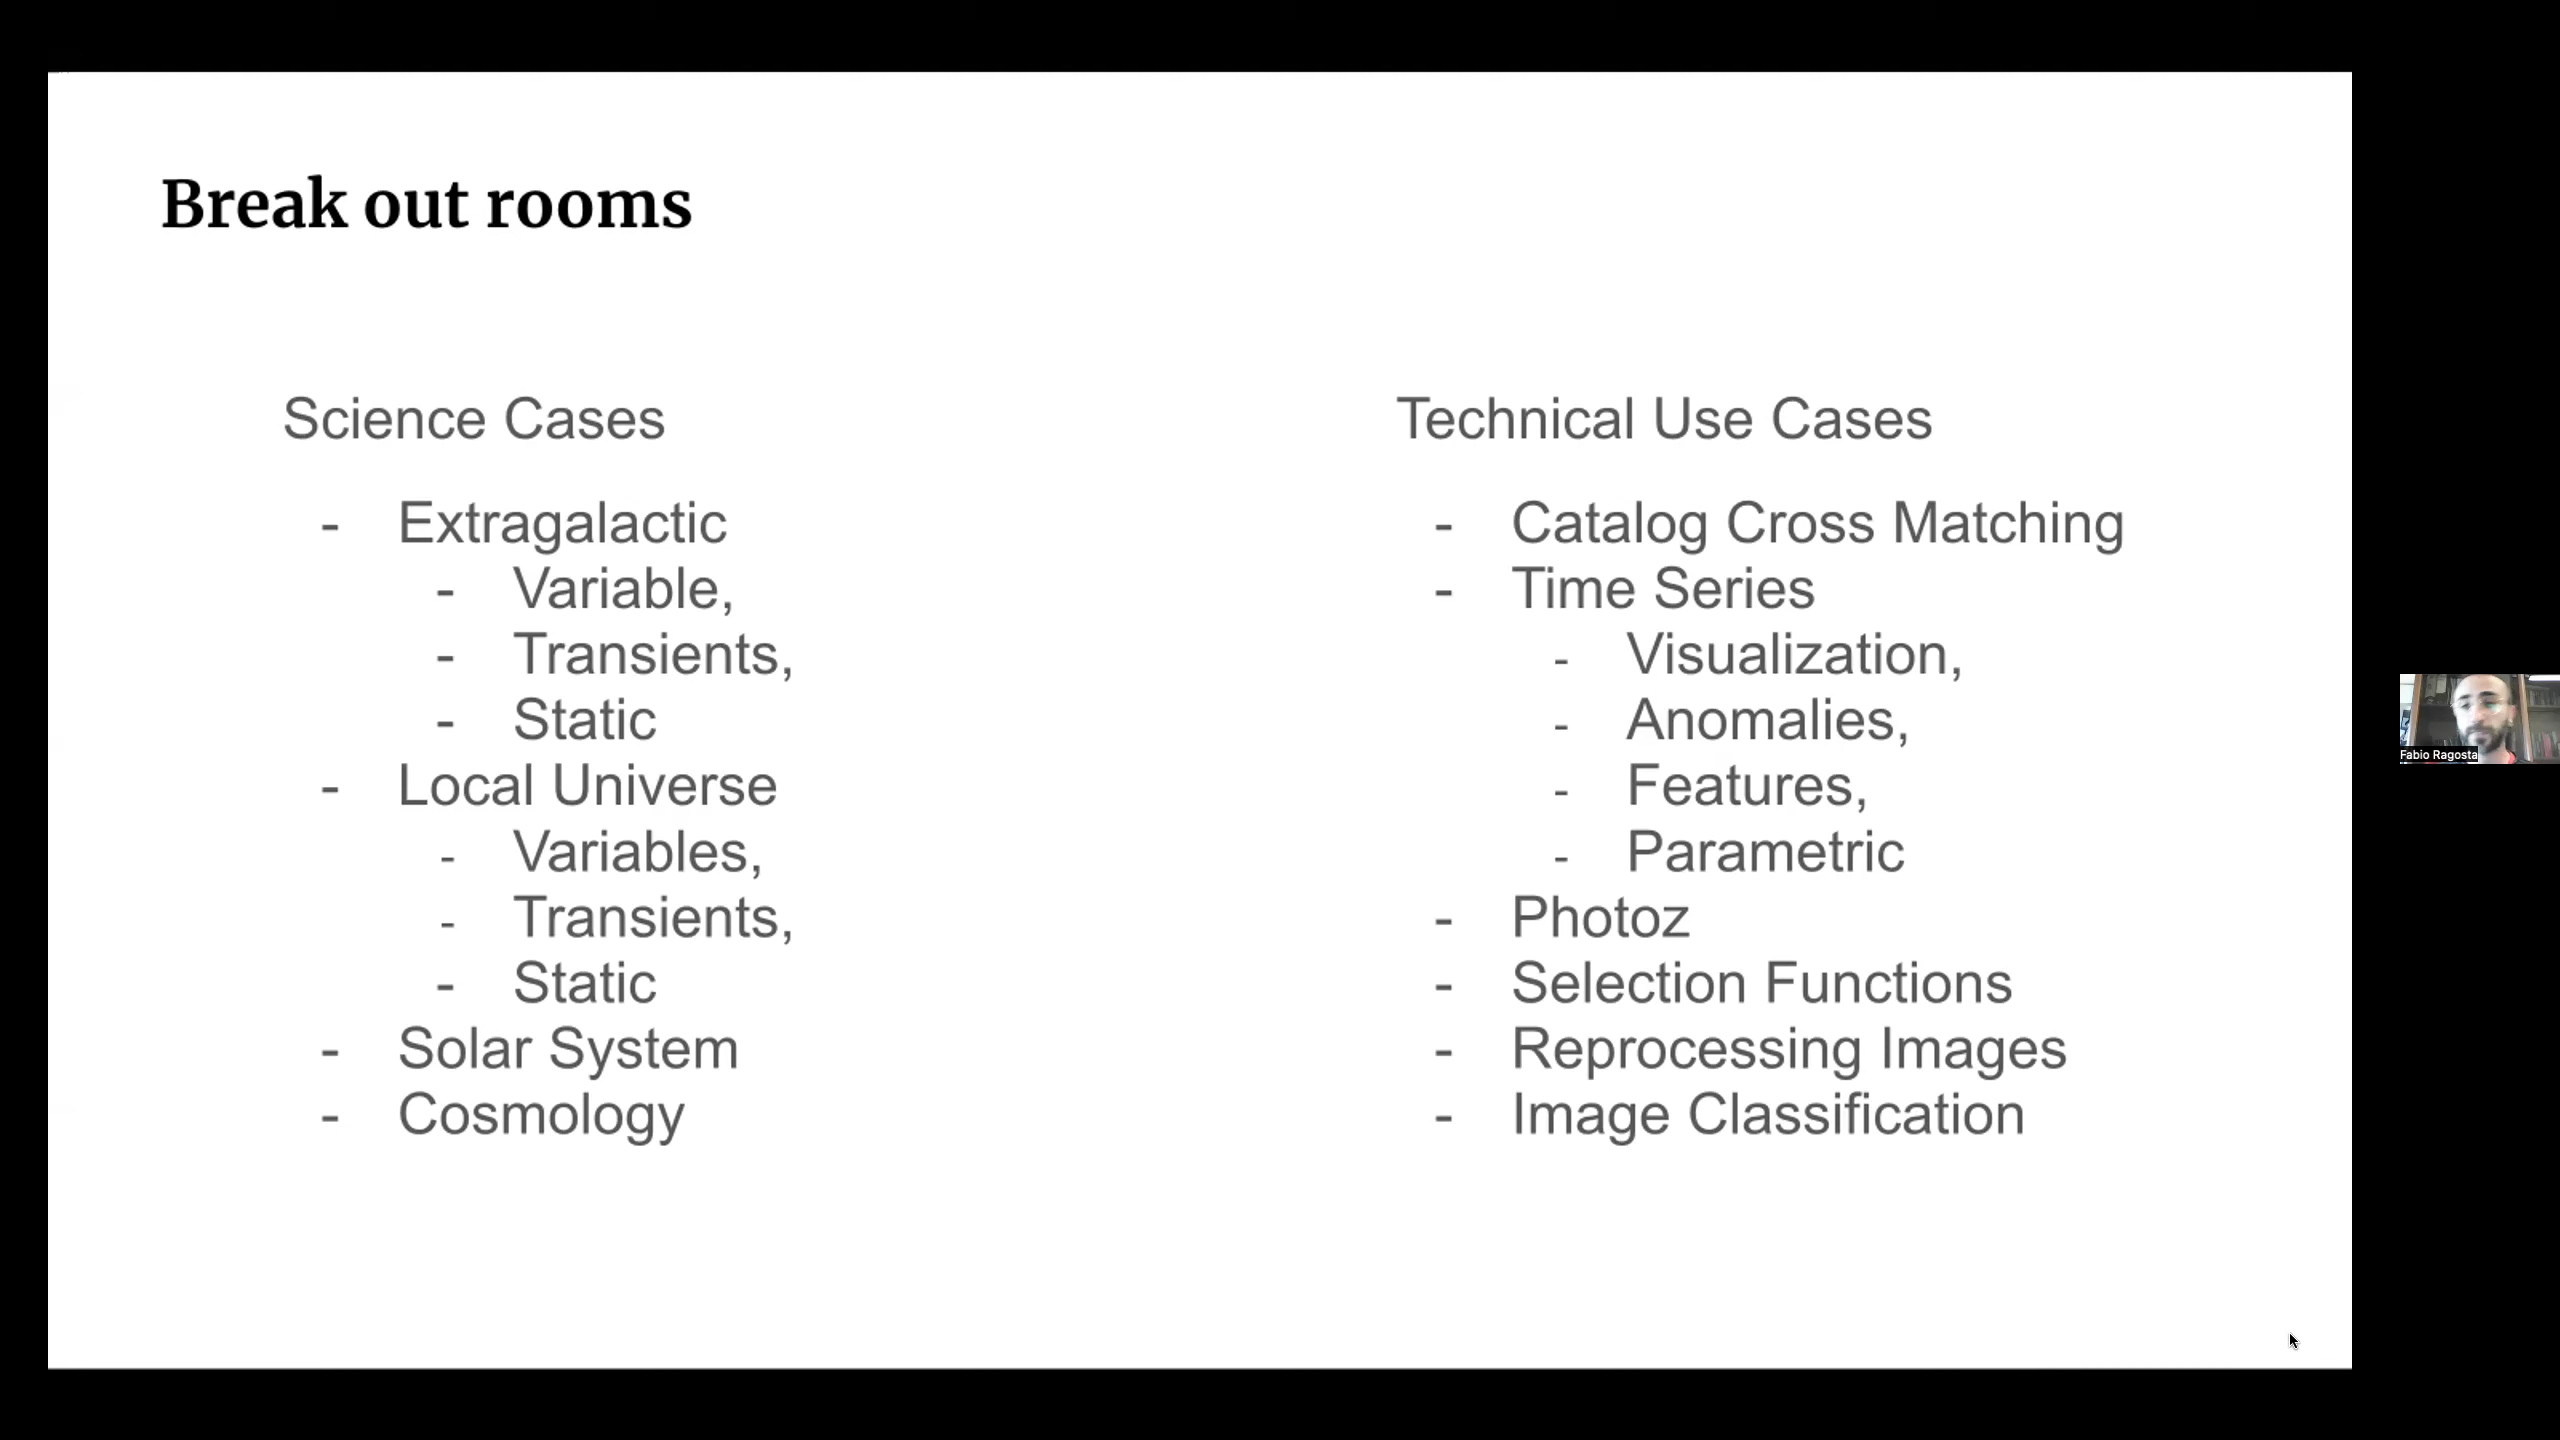 Break out rooms
Science Cases
- Extragalactic
- Variable,
- Transients,
- Static
- Local Universe
- Variables,
- Transients,
- Static
- Solar System
- Cosmology
Technical Use Cases
- Catalog Cross Matching
- Time Series
- Visualization,
- Anomalies,
- Features,
- Parametric
- Photoz
- Selection Functions
- Reprocessing Images
- Image Classification
Fabio Ragosta